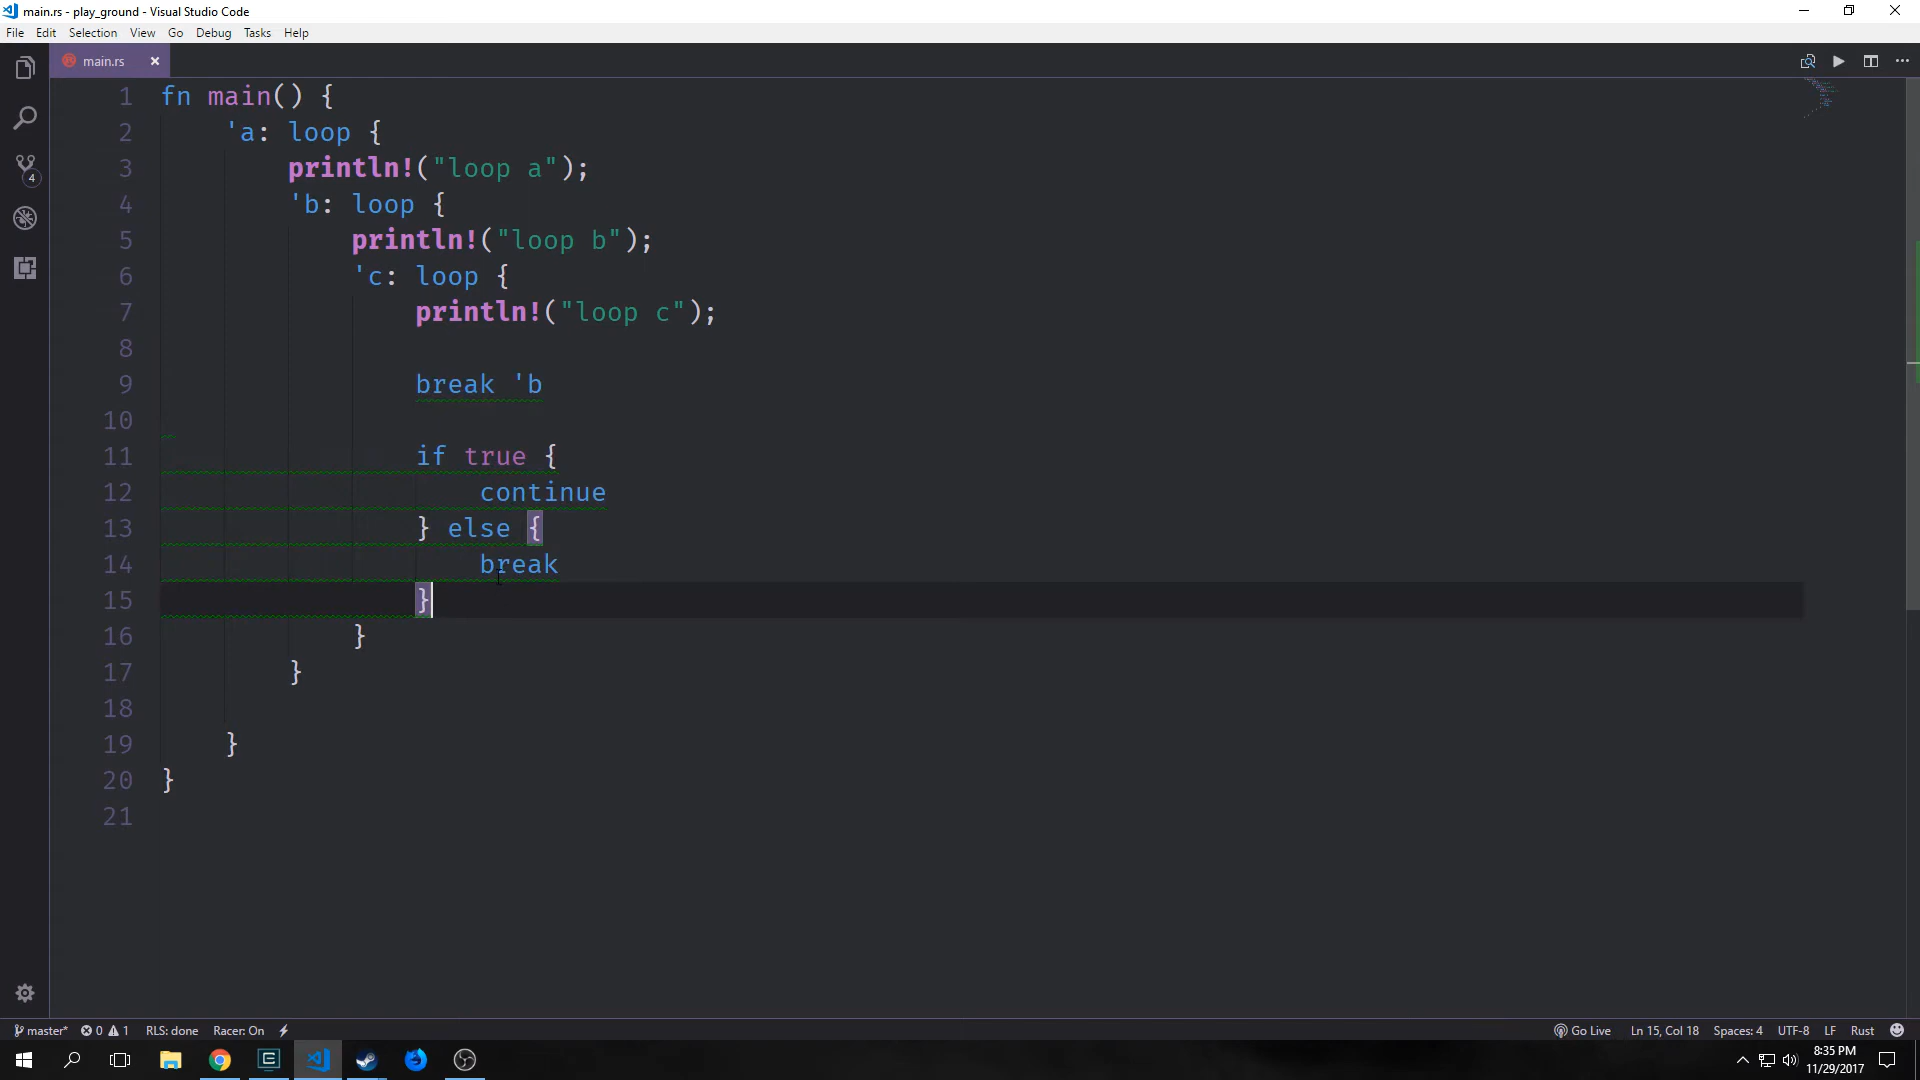 main.rs - play_ground - Visual Studio Code
File Edit Selection View Go Debug Tasks Help
main.rs
1 fn main() {
2     'a: loop {
3         println!("loop a");
4         'b: loop {
5             println!("loop b");
6             'c: loop {
7                 println!("loop c");
8
9                 break 'b
10
11                 if true {
12                     continue
13                 } else {
14                     break
15                 }
16             }
17         }
18
19     }
20 }
21
4
master* 0 1 RLS: done Racer: On Go Live Ln 15, Col 18 Spaces: 4 UTF-8 LF Rust
8:35 PM
11/29/2017